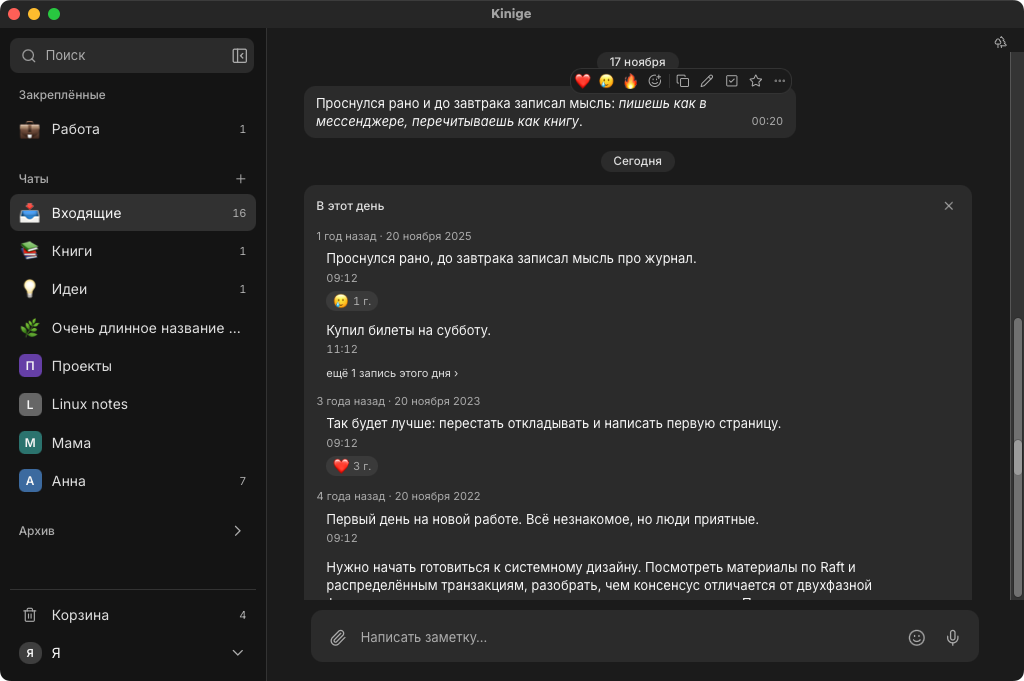 Kinige
Поиск
Закреплённые
Работа 1
Чаты
Входящие 16
Книги 1
Идеи 1
Очень длинное название ...
П Проекты
L Linux notes
М Мама
А Анна 7
Архив
Корзина 4
Я Я
17 ноября
Проснулся рано и до завтрака записал мысль: пишешь как в
мессенджере, перечитываешь как книгу.
00:20
Сегодня
В этот день
1 год назад · 20 ноября 2025
Проснулся рано, до завтрака записал мысль про журнал.
09:12
1 г.
Купил билеты на субботу.
11:12
ещё 1 запись этого дня ›
3 года назад · 20 ноября 2023
Так будет лучше: перестать откладывать и написать первую страницу.
09:12
3 г.
4 года назад · 20 ноября 2022
Первый день на новой работе. Всё незнакомое, но люди приятные.
09:12
Нужно начать готовиться к системному дизайну. Посмотреть материалы по Raft и
распределённым транзакциям, разобрать, чем консенсус отличается от двухфазной
Написать заметку...